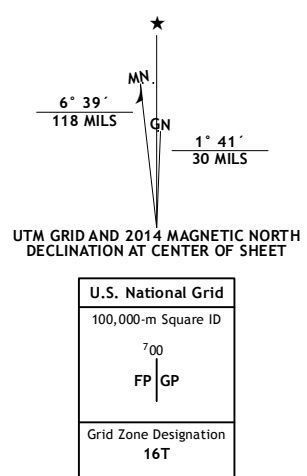 ★
MN.
6° 39´
118 MILS
GN
1° 41´
30 MILS
UTM GRID AND 2014 MAGNETIC NORTH
DECLINATION AT CENTER OF SHEET
U.S. National Grid
100,000-m Square ID
⁷00
FP GP
Grid Zone Designation
16T